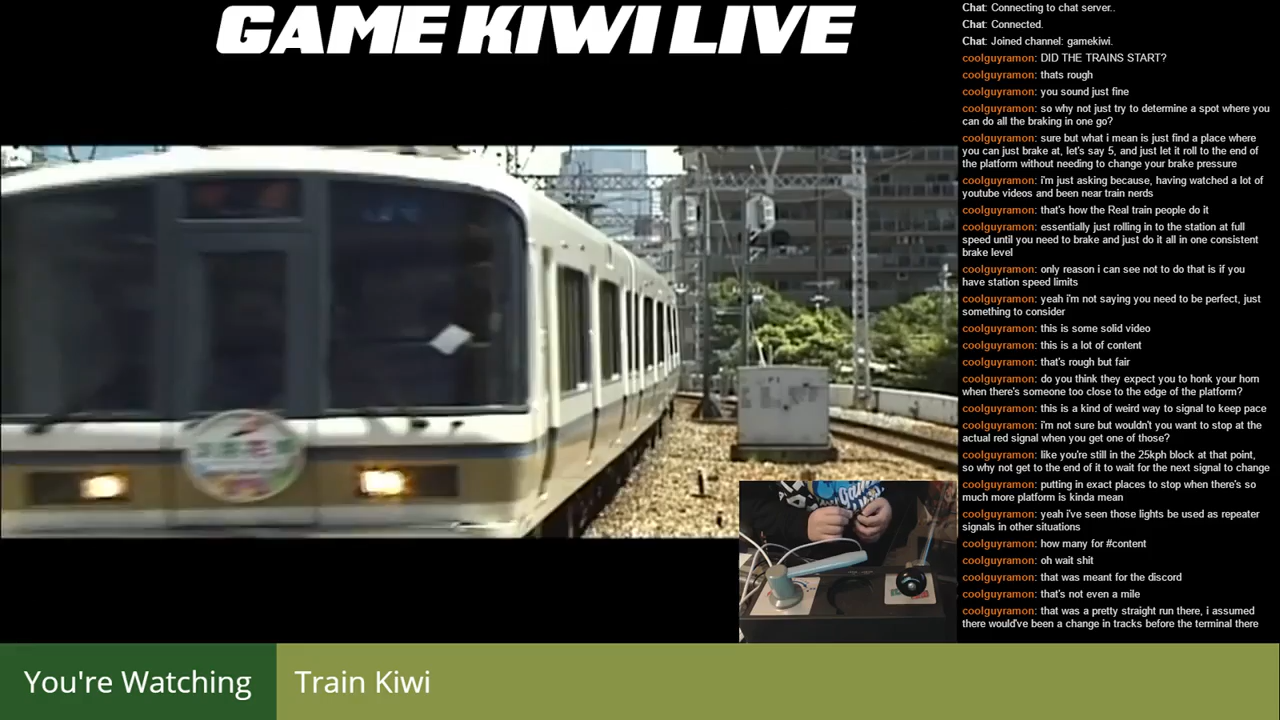 GAME KIWI LIVE
Chat: Connecting to chat server..
Chat: Connected.
Chat: Joined channel: gamekiwi.
coolguyramon: DID THE TRAINS START?
coolguyramon: thats rough
coolguyramon: you sound just fine
coolguyramon: so why not just try to determine a spot where you
can do all the braking in one go?
coolguyramon: sure but what i mean is just find a place where
you can just brake at, let's say 5, and just let it roll to the end of
the platform without needing to change your brake pressure
coolguyramon: i'm just asking because, having watched a lot of
youtube videos and been near train nerds
coolguyramon: that's how the Real train people do it
coolguyramon: essentially just rolling in to the station at full
speed until you need to brake and just do it all in one consistent
brake level
coolguyramon: only reason i can see not to do that is if you
have station speed limits
coolguyramon: yeah i'm not saying you need to be perfect, just
something to consider
coolguyramon: this is some solid video
coolguyramon: this is a lot of content
coolguyramon: that's rough but fair
coolguyramon: do you think they expect you to honk your horn
when there's someone too close to the edge of the platform?
coolguyramon: this is a kind of weird way to signal to keep pace
coolguyramon: i'm not sure but wouldn't you want to stop at the
actual red signal when you get one of those?
coolguyramon: like you're still in the 25kph block at that point,
so why not get to the end of it to wait for the next signal to change
coolguyramon: putting in exact places to stop when there's so
much more platform is kinda mean
coolguyramon: yeah i've seen those lights be used as repeater
signals in other situations
coolguyramon: how many for #content
coolguyramon: oh wait shit
coolguyramon: that was meant for the discord
coolguyramon: that's not even a mile
coolguyramon: that was a pretty straight run there, i assumed
there would've been a change in tracks before the terminal there
You're Watching
Train Kiwi